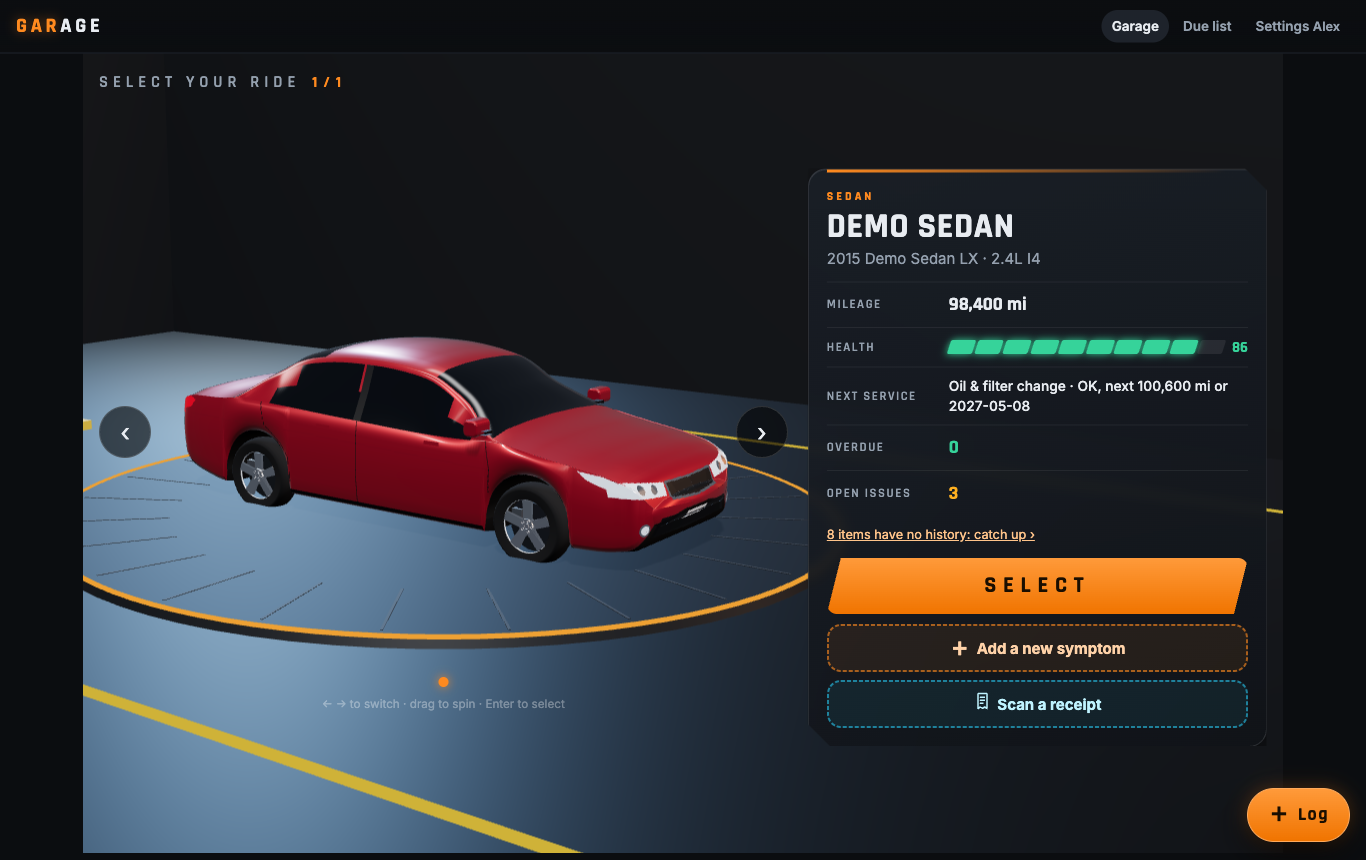 GARAGE
Garage
Due list
Settings Alex
SELECT YOUR RIDE 1 / 1
SEDAN
DEMO SEDAN
2015 Demo Sedan LX · 2.4L I4
MILEAGE 98,400 mi
HEALTH 86
NEXT SERVICE Oil & filter change · OK, next 100,600 mi or
2027-05-08
OVERDUE 0
OPEN ISSUES 3
8 items have no history: catch up ›
SELECT
+ Add a new symptom
Scan a receipt
‹ ›
← → to switch · drag to spin · Enter to select
+ Log